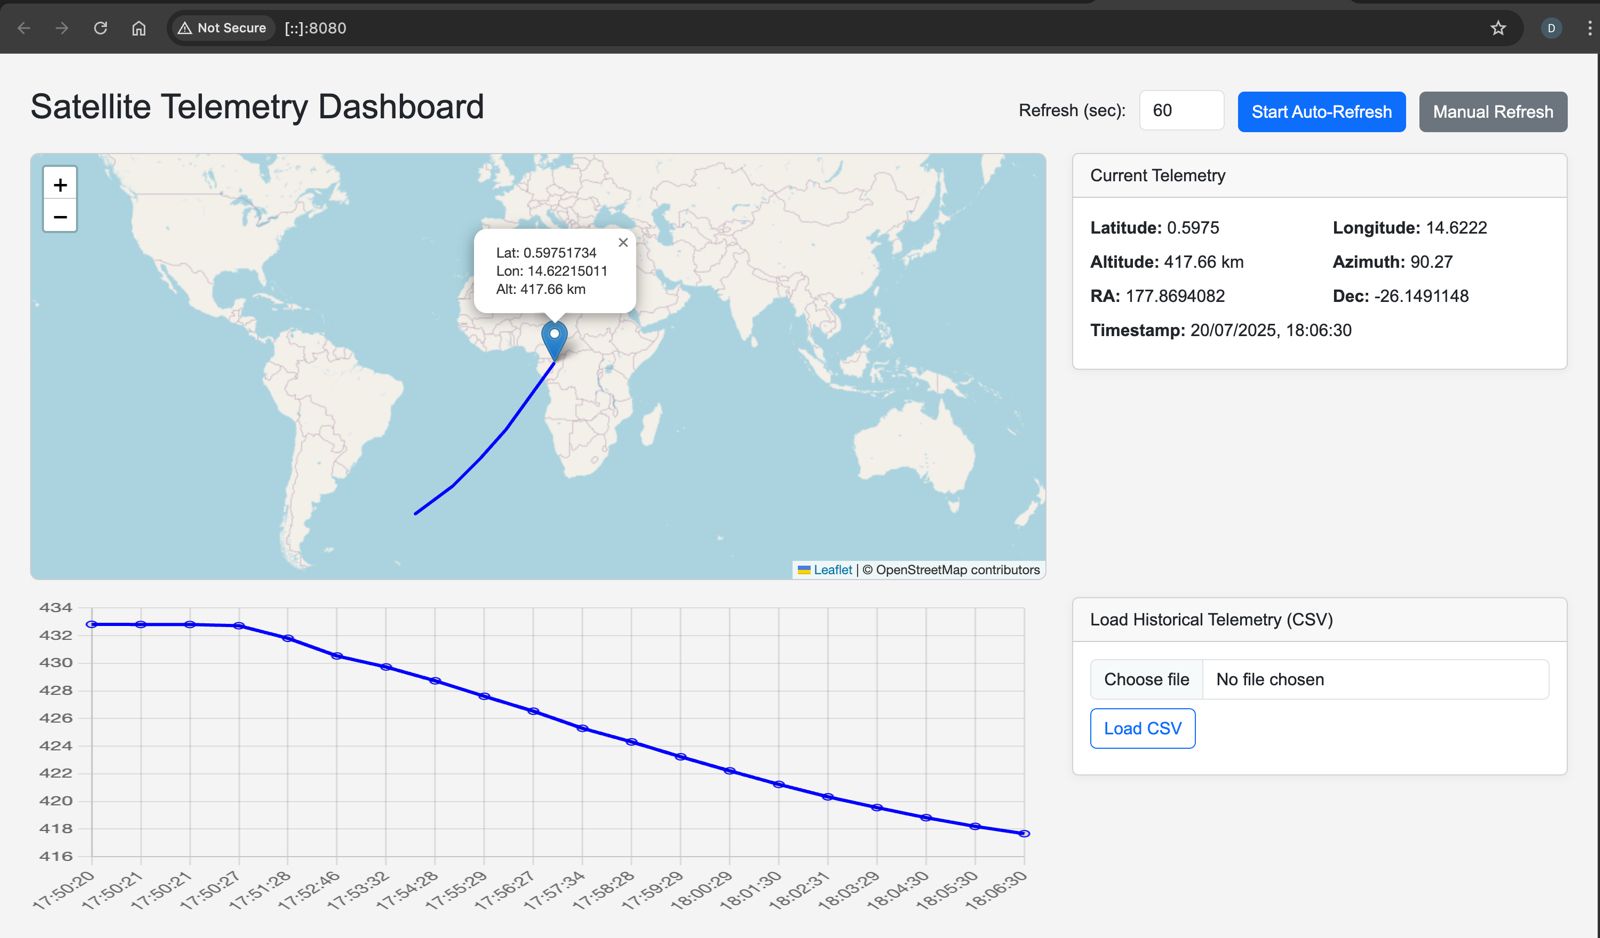 Not Secure [::]:8080
D
Satellite Telemetry Dashboard
Refresh (sec): 60 Start Auto-Refresh Manual Refresh
+
−
Lat: 0.59751734
Lon: 14.62215011
Alt: 417.66 km
×
Leaflet | © OpenStreetMap contributors
Current Telemetry
Latitude: 0.5975 Longitude: 14.6222
Altitude: 417.66 km Azimuth: 90.27
RA: 177.8694082 Dec: -26.1491148
Timestamp: 20/07/2025, 18:06:30
434
432
430
428
426
424
422
420
418
416
17:50:20 17:50:21 17:50:21 17:50:27 17:51:28 17:52:46 17:53:32 17:54:28 17:55:29 17:56:27 17:57:34 17:58:28 17:59:29 18:00:29 18:01:30 18:02:31 18:03:29 18:04:30 18:05:30 18:06:30
Load Historical Telemetry (CSV)
Choose file No file chosen
Load CSV